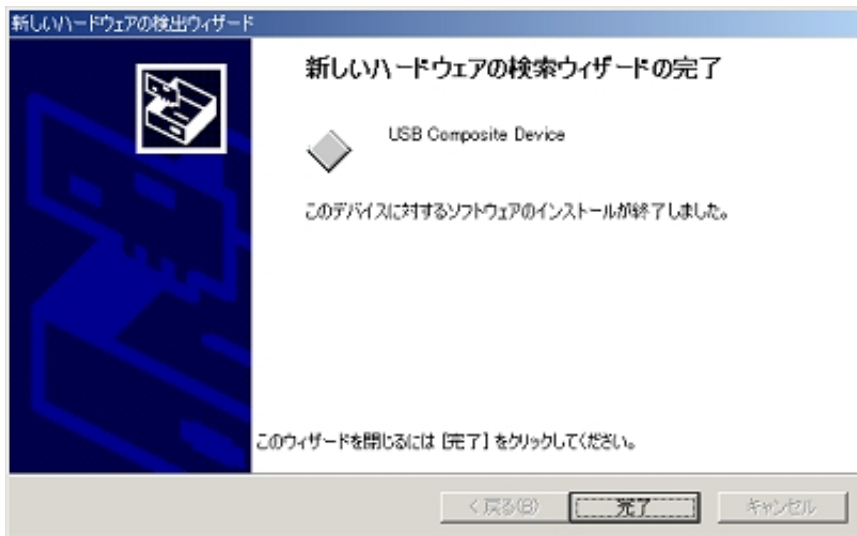 新しいハードウェアの検出ウィザード
新しいハードウェアの検索ウィザードの完了
USB Composite Device
このデバイスに対するソフトウェアのインストールが終了しました。
このウィザードを閉じるには [完了] をクリックしてください。
< 戻る(B)
完了
キャンセル